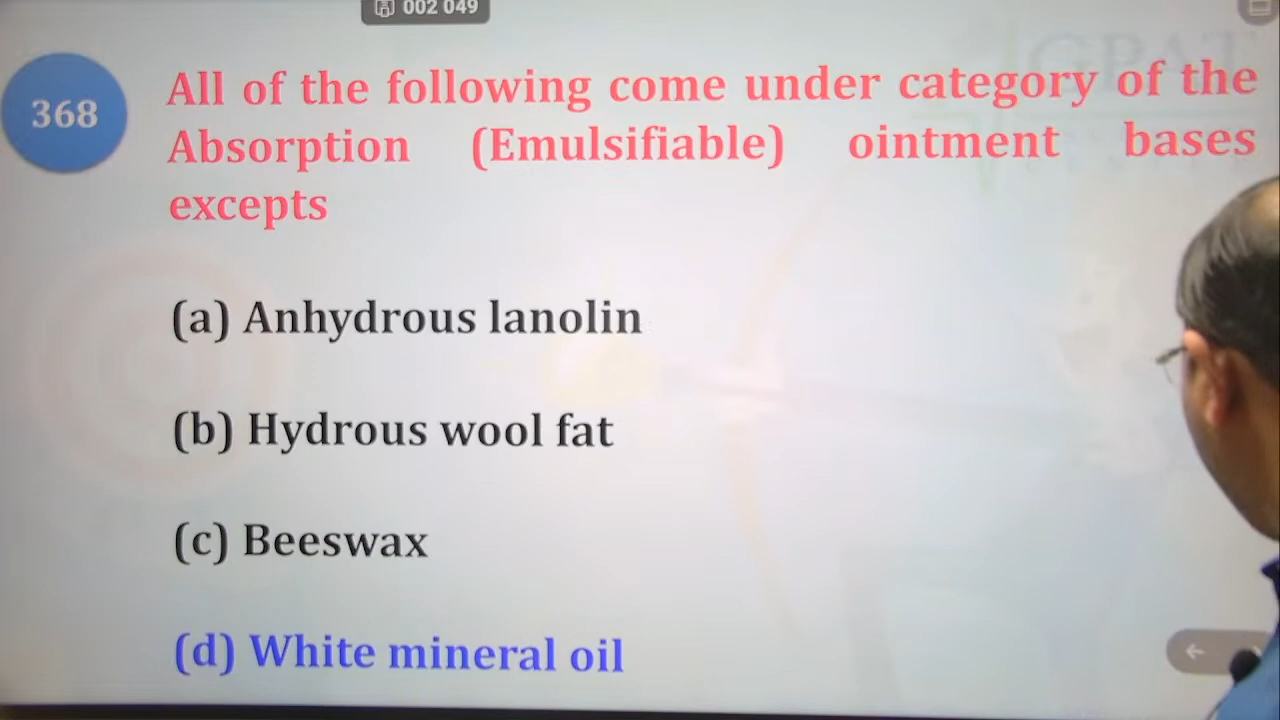 002 049
GPAT
368
All of the following come under category of the
Absorption (Emulsifiable) ointment bases
excepts
(a) Anhydrous lanolin
(b) Hydrous wool fat
(c) Beeswax
(d) White mineral oil